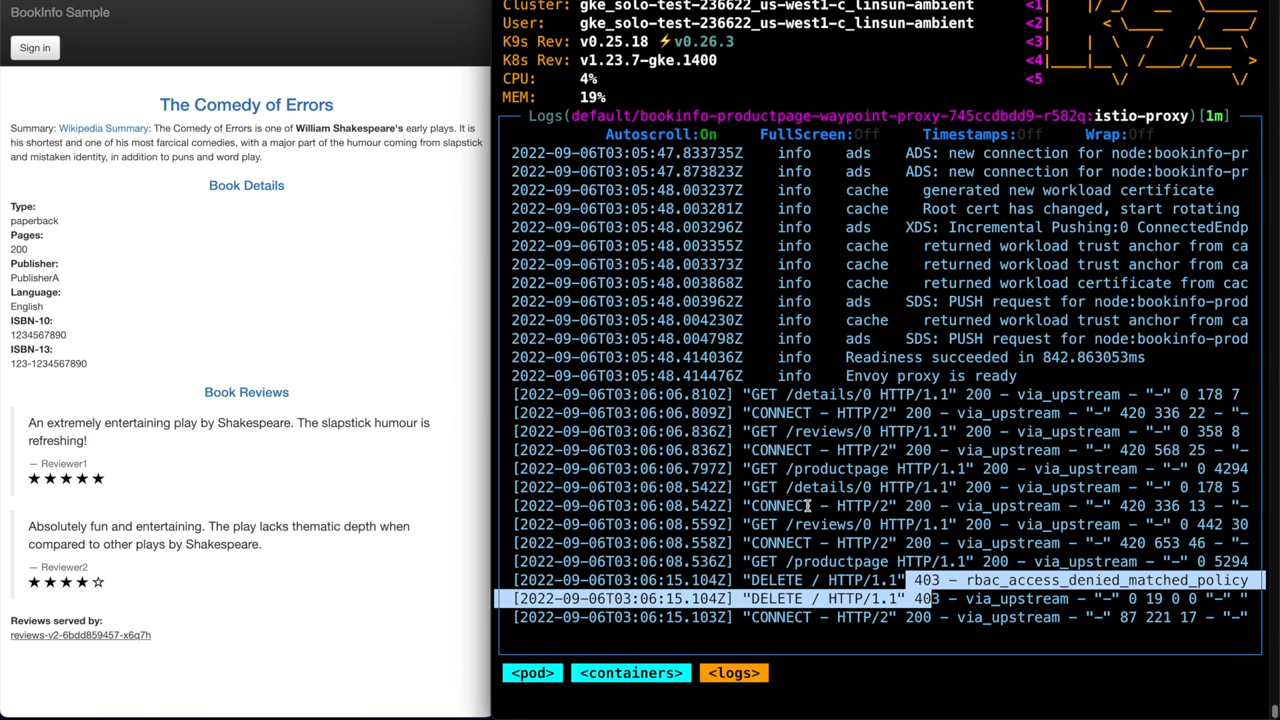 BookInfo Sample
Sign in
The Comedy of Errors
Summary: Wikipedia Summary: The Comedy of Errors is one of William Shakespeare's early plays. It is
his shortest and one of his most farcical comedies, with a major part of the humour coming from slapstick
and mistaken identity, in addition to puns and word play.
Book Details
Type:
paperback
Pages:
200
Publisher:
PublisherA
Language:
English
ISBN-10:
1234567890
ISBN-13:
123-1234567890
Book Reviews
An extremely entertaining play by Shakespeare. The slapstick humour is
refreshing!
— Reviewer1
★★★★★
Absolutely fun and entertaining. The play lacks thematic depth when
compared to other plays by Shakespeare.
— Reviewer2
★★★★☆
Reviews served by:
reviews-v2-6bdd859457-x6q7h
Cluster: gke_solo-test-236622_us-west1-c_linsun-ambient <1
User: gke_solo-test-236622_us-west1-c_linsun-ambient <2
K9s Rev: v0.25.18 ⚡v0.26.3 <3
K8s Rev: v1.23.7-gke.1400 <4
CPU: 4% <5
MEM: 19%
Logs(default/bookinfo-productpage-waypoint-proxy-745ccdbdd9-r582q:istio-proxy)[1m]
Autoscroll:On FullScreen:Off Timestamps:Off Wrap:Off
2022-09-06T03:05:47.833735Z info ads ADS: new connection for node:bookinfo-pr
2022-09-06T03:05:47.873823Z info ads ADS: new connection for node:bookinfo-pr
2022-09-06T03:05:48.003237Z info cache generated new workload certificate
2022-09-06T03:05:48.003281Z info cache Root cert has changed, start rotating
2022-09-06T03:05:48.003296Z info ads XDS: Incremental Pushing:0 ConnectedEndp
2022-09-06T03:05:48.003355Z info cache returned workload trust anchor from ca
2022-09-06T03:05:48.003373Z info cache returned workload trust anchor from ca
2022-09-06T03:05:48.003868Z info cache returned workload certificate from cac
2022-09-06T03:05:48.003962Z info ads SDS: PUSH request for node:bookinfo-prod
2022-09-06T03:05:48.004230Z info cache returned workload trust anchor from ca
2022-09-06T03:05:48.004798Z info ads SDS: PUSH request for node:bookinfo-prod
2022-09-06T03:05:48.414036Z info Readiness succeeded in 842.863053ms
2022-09-06T03:05:48.414476Z info Envoy proxy is ready
[2022-09-06T03:06:06.810Z] "GET /details/0 HTTP/1.1" 200 - via_upstream - "-" 0 178 7
[2022-09-06T03:06:06.809Z] "CONNECT - HTTP/2" 200 - via_upstream - "-" 420 336 22 - "-
[2022-09-06T03:06:06.836Z] "GET /reviews/0 HTTP/1.1" 200 - via_upstream - "-" 0 358 8
[2022-09-06T03:06:06.836Z] "CONNECT - HTTP/2" 200 - via_upstream - "-" 420 568 25 - "-
[2022-09-06T03:06:06.797Z] "GET /productpage HTTP/1.1" 200 - via_upstream - "-" 0 4294
[2022-09-06T03:06:08.542Z] "GET /details/0 HTTP/1.1" 200 - via_upstream - "-" 0 178 5
[2022-09-06T03:06:08.542Z] "CONNECT - HTTP/2" 200 - via_upstream - "-" 420 336 13 - "-
[2022-09-06T03:06:08.559Z] "GET /reviews/0 HTTP/1.1" 200 - via_upstream - "-" 0 442 30
[2022-09-06T03:06:08.558Z] "CONNECT - HTTP/2" 200 - via_upstream - "-" 420 653 46 - "-
[2022-09-06T03:06:08.536Z] "GET /productpage HTTP/1.1" 200 - via_upstream - "-" 0 5294
[2022-09-06T03:06:15.104Z] "DELETE / HTTP/1.1" 403 - rbac_access_denied_matched_policy
[2022-09-06T03:06:15.104Z] "DELETE / HTTP/1.1" 403 - via_upstream - "-" 0 19 0 0 "-" "
[2022-09-06T03:06:15.103Z] "CONNECT - HTTP/2" 200 - via_upstream - "-" 87 221 17 - "-"
<pod> <containers> <logs>